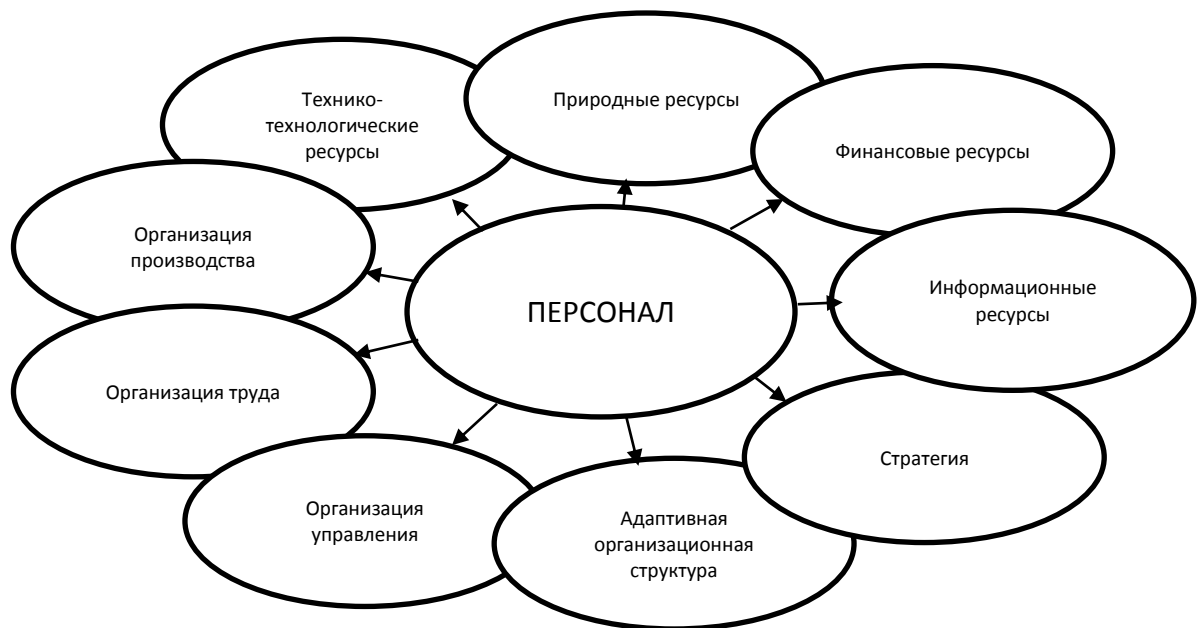 Природные ресурсы
Технико-
технологические
ресурсы
Финансовые ресурсы
Организация
производства
ПЕРСОНАЛ
Информационные
ресурсы
Организация труда
Стратегия
Организация
управления
Адаптивная
организационная
структура